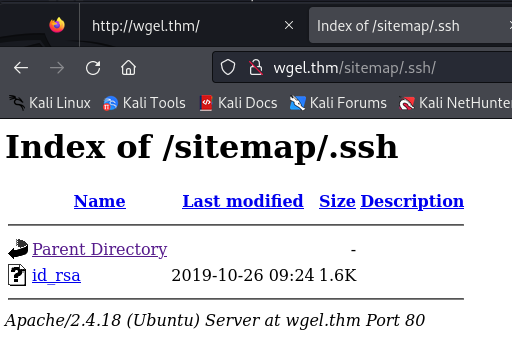 http://wgel.thm/
Index of /sitemap/.ssh
wgel.thm/sitemap/.ssh/
Kali Linux Kali Tools Kali Docs Kali Forums Kali NetHunte
Index of /sitemap/.ssh
Name Last modified Size Description
Parent Directory -
id_rsa 2019-10-26 09:24 1.6K
Apache/2.4.18 (Ubuntu) Server at wgel.thm Port 80